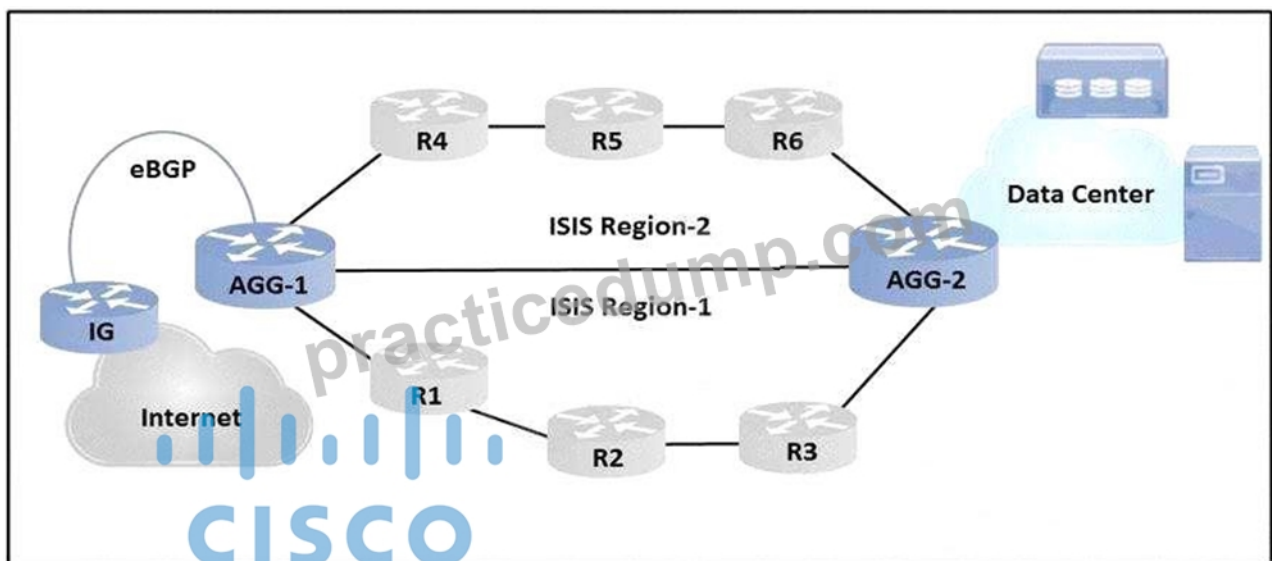 R4
R5
R6
eBGP
Data Center
ISIS Region-2
AGG-1
AGG-2
ISIS Region-1
IG
practicedump.com
R1
Internet
R2
R3
CISCO